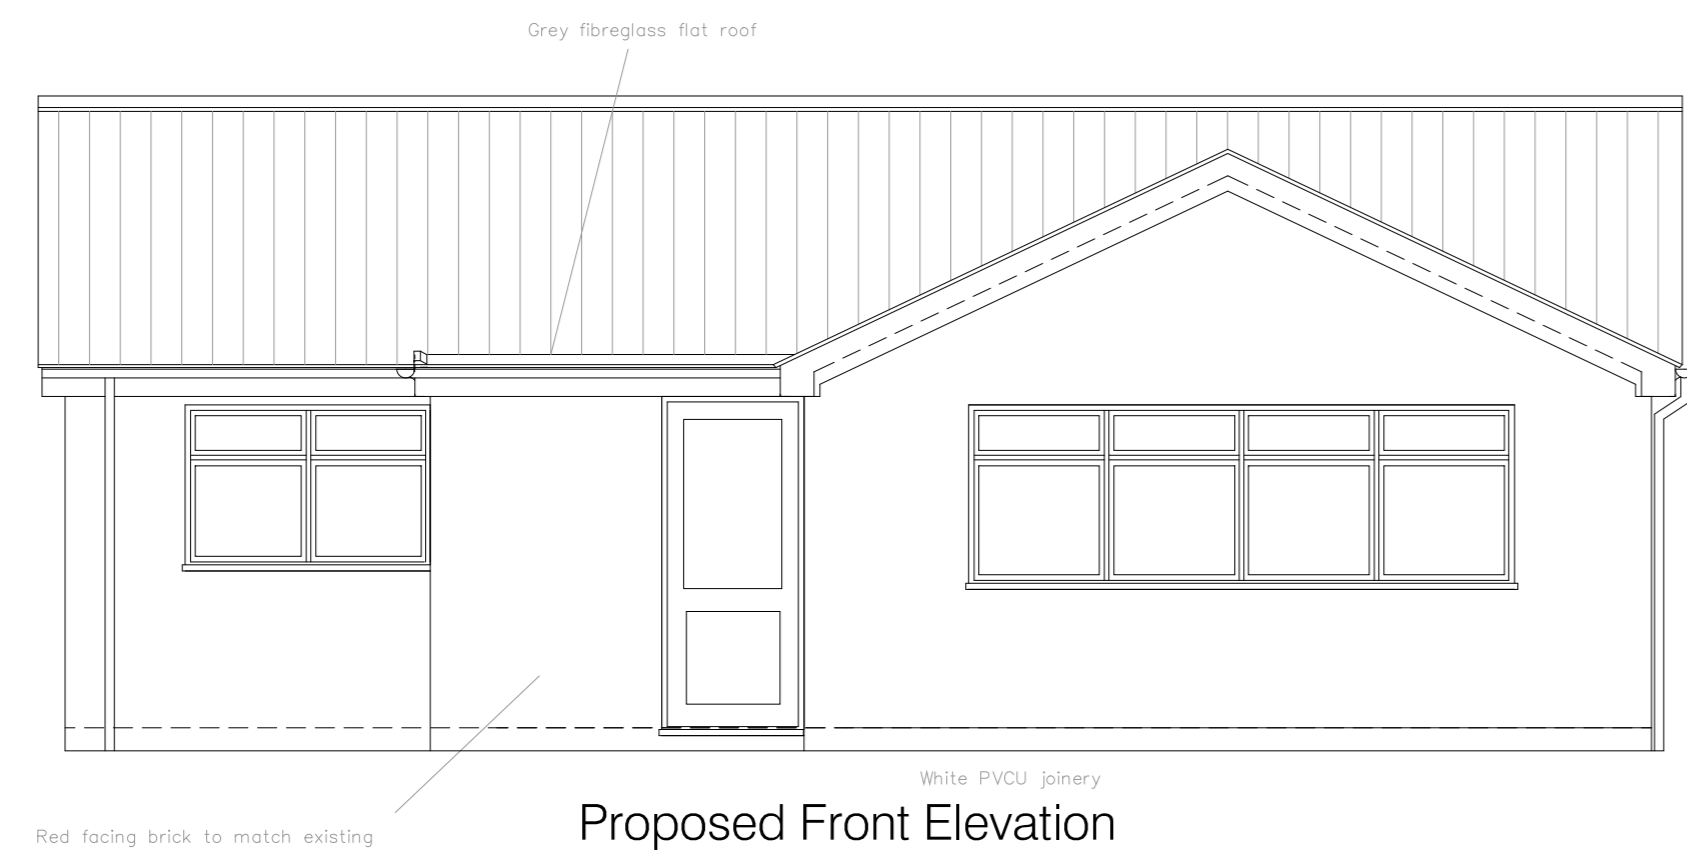 Grey fibreglass flat roof
White PVCU joinery
Proposed Front Elevation
Red facing brick to match existing